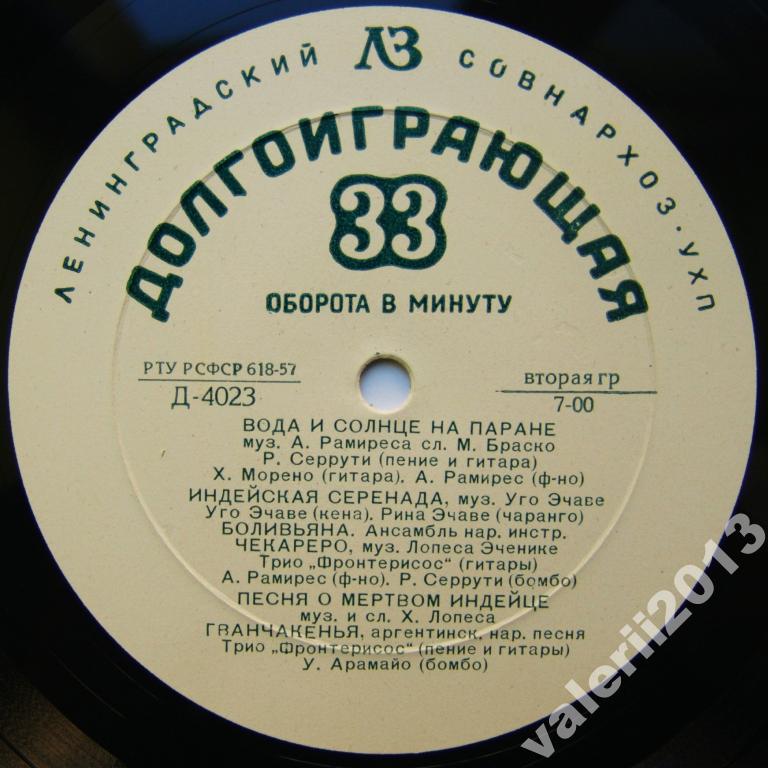 ЛЕНИНГРАДСКИЙ ЛЗ СОВНАРХОЗ · УХП
ДОЛГОИГРАЮЩАЯ
33
ОБОРОТА В МИНУТУ
РТУ РСФСР 618-57
Д-4023
вторая гр
7-00
ВОДА И СОЛНЦЕ НА ПАРАНЕ
муз. А. Рамиреса сл. М. Браско
Р. Серрути (пение и гитара)
Х. Морено (гитара). А. Рамирес (ф-но)
ИНДЕЙСКАЯ СЕРЕНАДА, муз. Уго Эчаве
Уго Эчаве (кена). Рина Эчаве (чаранго)
БОЛИВЬЯНА. Ансамбль нар. инстр.
ЧЕКАРЕРО, муз. Лопеса Эченике
Трио „Фронтерисос" (гитары)
А. Рамирес (ф-но). Р. Серрути (бомбо)
ПЕСНЯ О МЕРТВОМ ИНДЕЙЦЕ
муз. и сл. Х. Лопеса
ГВАНЧАКЕНЬЯ, аргентинск. нар. песня
Трио „Фронтерисос" (пение и гитары)
У. Арамайо (бомбо)
valerii2013